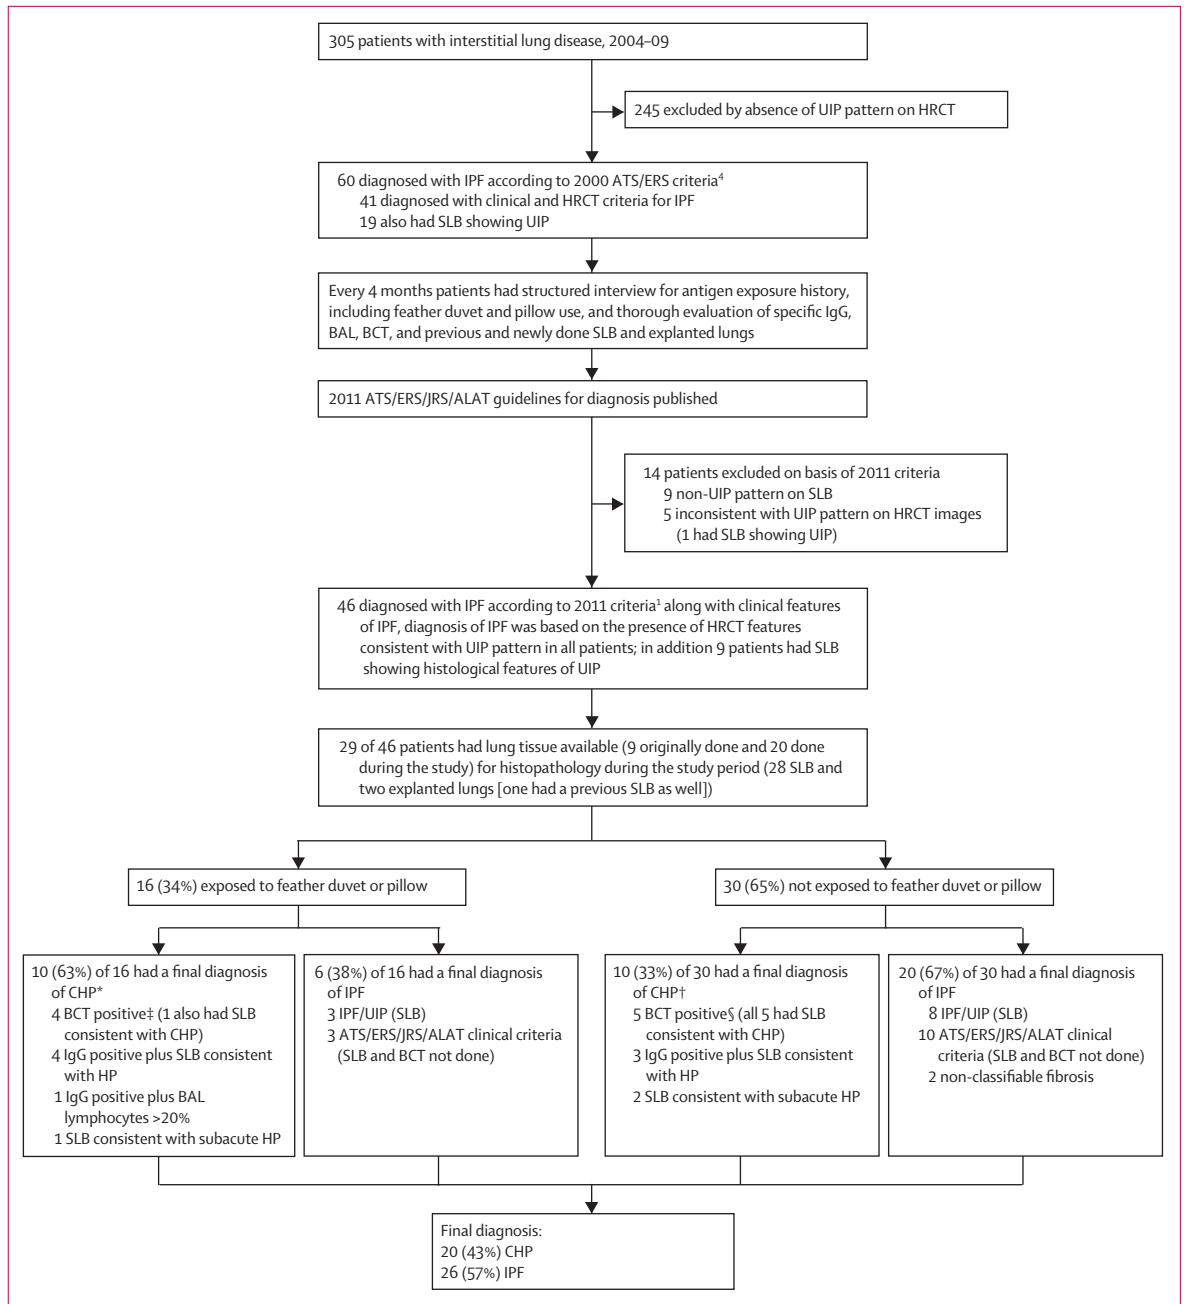 305 patients with interstitial lung disease, 2004–09
245 excluded by absence of UIP pattern on HRCT
60 diagnosed with IPF according to 2000 ATS/ERS criteria⁴
41 diagnosed with clinical and HRCT criteria for IPF
19 also had SLB showing UIP
Every 4 months patients had structured interview for antigen exposure history,
including feather duvet and pillow use, and thorough evaluation of specific IgG,
BAL, BCT, and previous and newly done SLB and explanted lungs
2011 ATS/ERS/JRS/ALAT guidelines for diagnosis published
14 patients excluded on basis of 2011 criteria
9 non-UIP pattern on SLB
5 inconsistent with UIP pattern on HRCT images
(1 had SLB showing UIP)
46 diagnosed with IPF according to 2011 criteria¹ along with clinical features
of IPF, diagnosis of IPF was based on the presence of HRCT features
consistent with UIP pattern in all patients; in addition 9 patients had SLB
showing histological features of UIP
29 of 46 patients had lung tissue available (9 originally done and 20 done
during the study) for histopathology during the study period (28 SLB and
two explanted lungs [one had a previous SLB as well])
16 (34%) exposed to feather duvet or pillow
30 (65%) not exposed to feather duvet or pillow
10 (63%) of 16 had a final diagnosis
of CHP*
4 BCT positive‡ (1 also had SLB
consistent with CHP)
4 IgG positive plus SLB consistent
with HP
1 IgG positive plus BAL
lymphocytes >20%
1 SLB consistent with subacute HP
6 (38%) of 16 had a final diagnosis
of IPF
3 IPF/UIP (SLB)
3 ATS/ERS/JRS/ALAT clinical criteria
(SLB and BCT not done)
10 (33%) of 30 had a final diagnosis
of CHP†
5 BCT positive§ (all 5 had SLB
consistent with CHP)
3 IgG positive plus SLB consistent
with HP
2 SLB consistent with subacute HP
20 (67%) of 30 had a final diagnosis
of IPF
8 IPF/UIP (SLB)
10 ATS/ERS/JRS/ALAT clinical
criteria (SLB and BCT not done)
2 non-classifiable fibrosis
Final diagnosis:
20 (43%) CHP
26 (57%) IPF